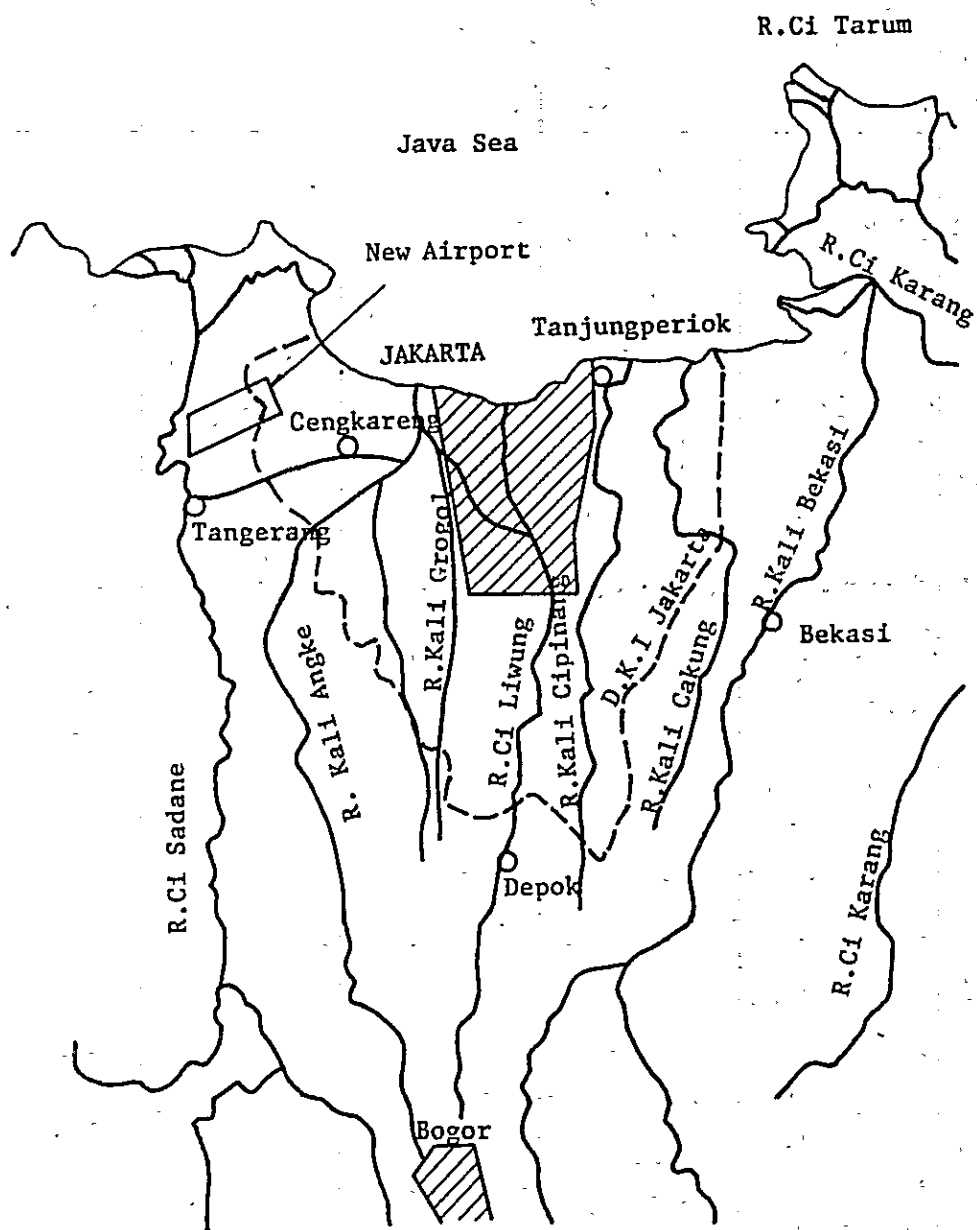 R.Ci Tarum
Java Sea
New Airport
R.Ci Karang
Tanjungperiok
JAKARTA
Cengkareng
Tangerang
R.Kali Grogol
R.Kali Bekasi
D.K.I Jakarta
R.Kali Cipinang
Bekasi
R. Kali Angke
R.Ci Liwung
R.Kali Cakung
R.Ci Sadane
Depok
R.Ci Karang
Bogor